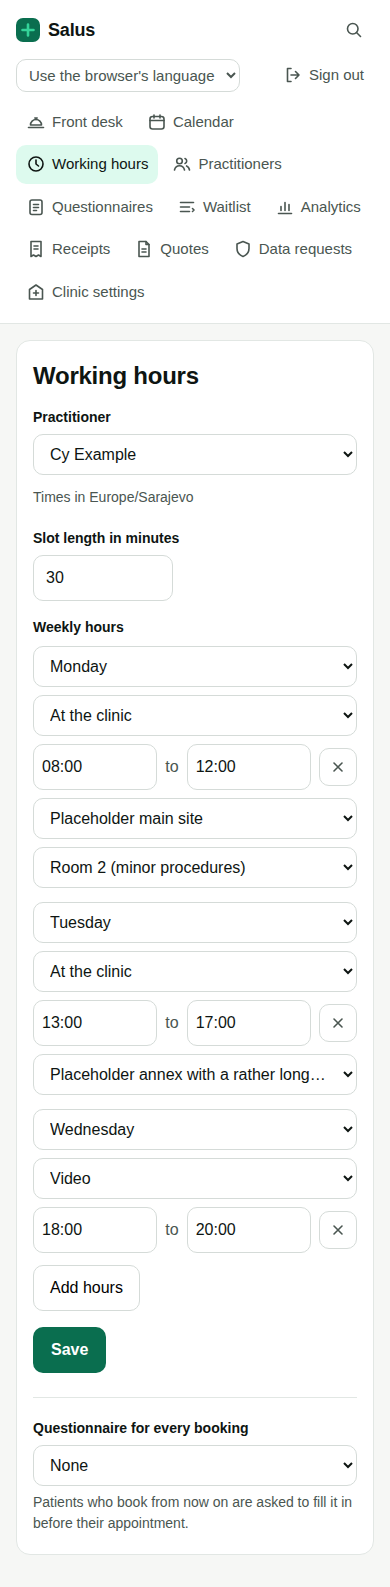 Salus
Use the browser's language
Sign out
Front desk
Calendar
Working hours
Practitioners
Questionnaires
Waitlist
Analytics
Receipts
Quotes
Data requests
Clinic settings
Working hours
Practitioner
Cy Example
Times in Europe/Sarajevo
Slot length in minutes
30
Weekly hours
Monday
At the clinic
08:00 to 12:00
Placeholder main site
Room 2 (minor procedures)
Tuesday
At the clinic
13:00 to 17:00
Placeholder annex with a rather long…
Wednesday
Video
18:00 to 20:00
Add hours
Save
Questionnaire for every booking
None
Patients who book from now on are asked to fill it in
before their appointment.